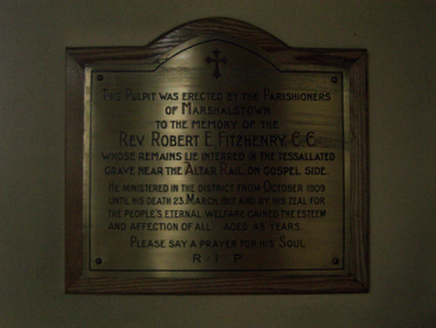 THIS PULPIT WAS ERECTED BY THE PARISHIONERS
OF MARSHALSTOWN
TO THE MEMORY OF THE
REV. ROBERT E. FITZHENRY, C.C.
WHOSE REMAINS LIE INTERRED IN THE TESSALLATED
GRAVE NEAR THE ALTAR RAIL: ON GOSPEL SIDE.
HE MINISTERED IN THE DISTRICT FROM OCTOBER 1909
UNTIL HIS DEATH 23. MARCH 1917 AND BY HIS ZEAL FOR
THE PEOPLE'S ETERNAL WELFARE GAINED THE ESTEEM
AND AFFECTION OF ALL. AGED 43 YEARS.
PLEASE SAY A PRAYER FOR HIS SOUL
R · I · P